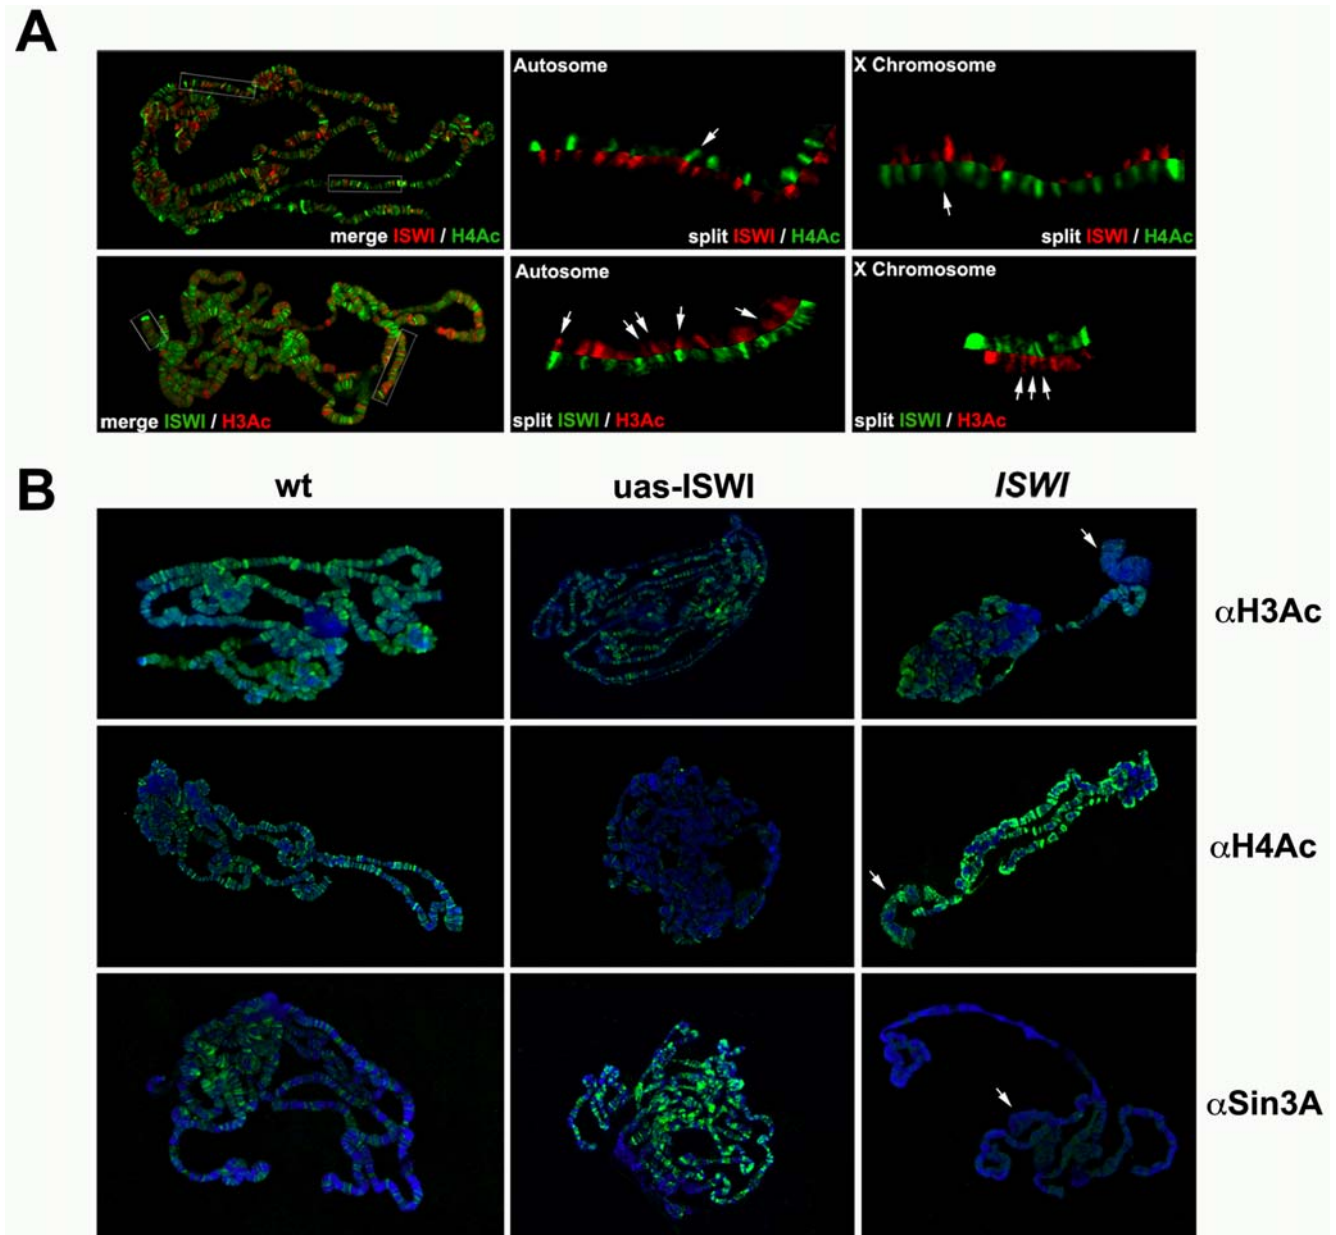 A
Autosome
X Chromosome
merge ISWI / H4Ac
split ISWI / H4Ac
split ISWI / H4Ac
Autosome
X Chromosome
merge ISWI / H3Ac
split ISWI / H3Ac
split ISWI / H3Ac
B
wt
uas-ISWI
ISWI
αH3Ac
αH4Ac
αSin3A